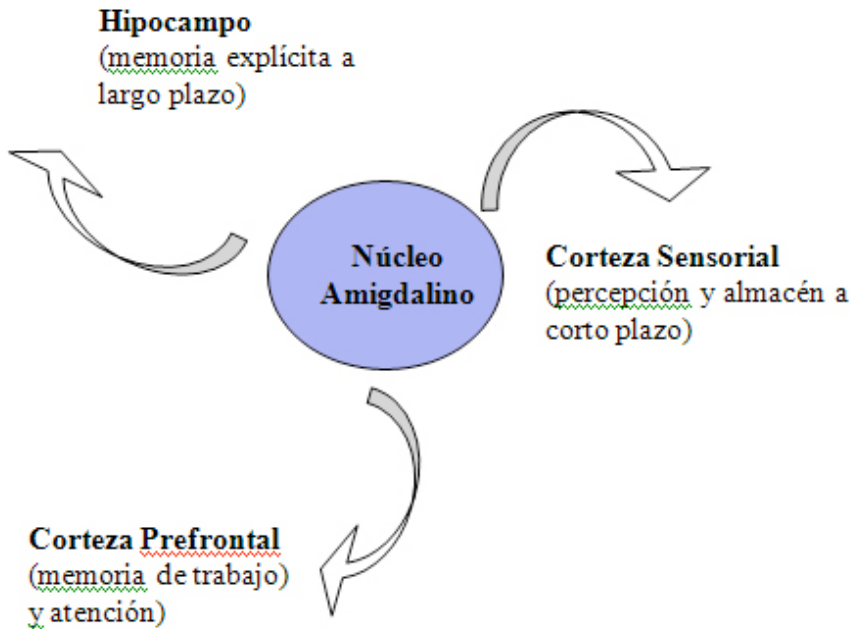 Hipocampo
(memoria explícita a
largo plazo)
Núcleo
Amigdalino
Corteza Sensorial
(percepción y almacén a
corto plazo)
Corteza Prefrontal
(memoria de trabajo)
y atención)